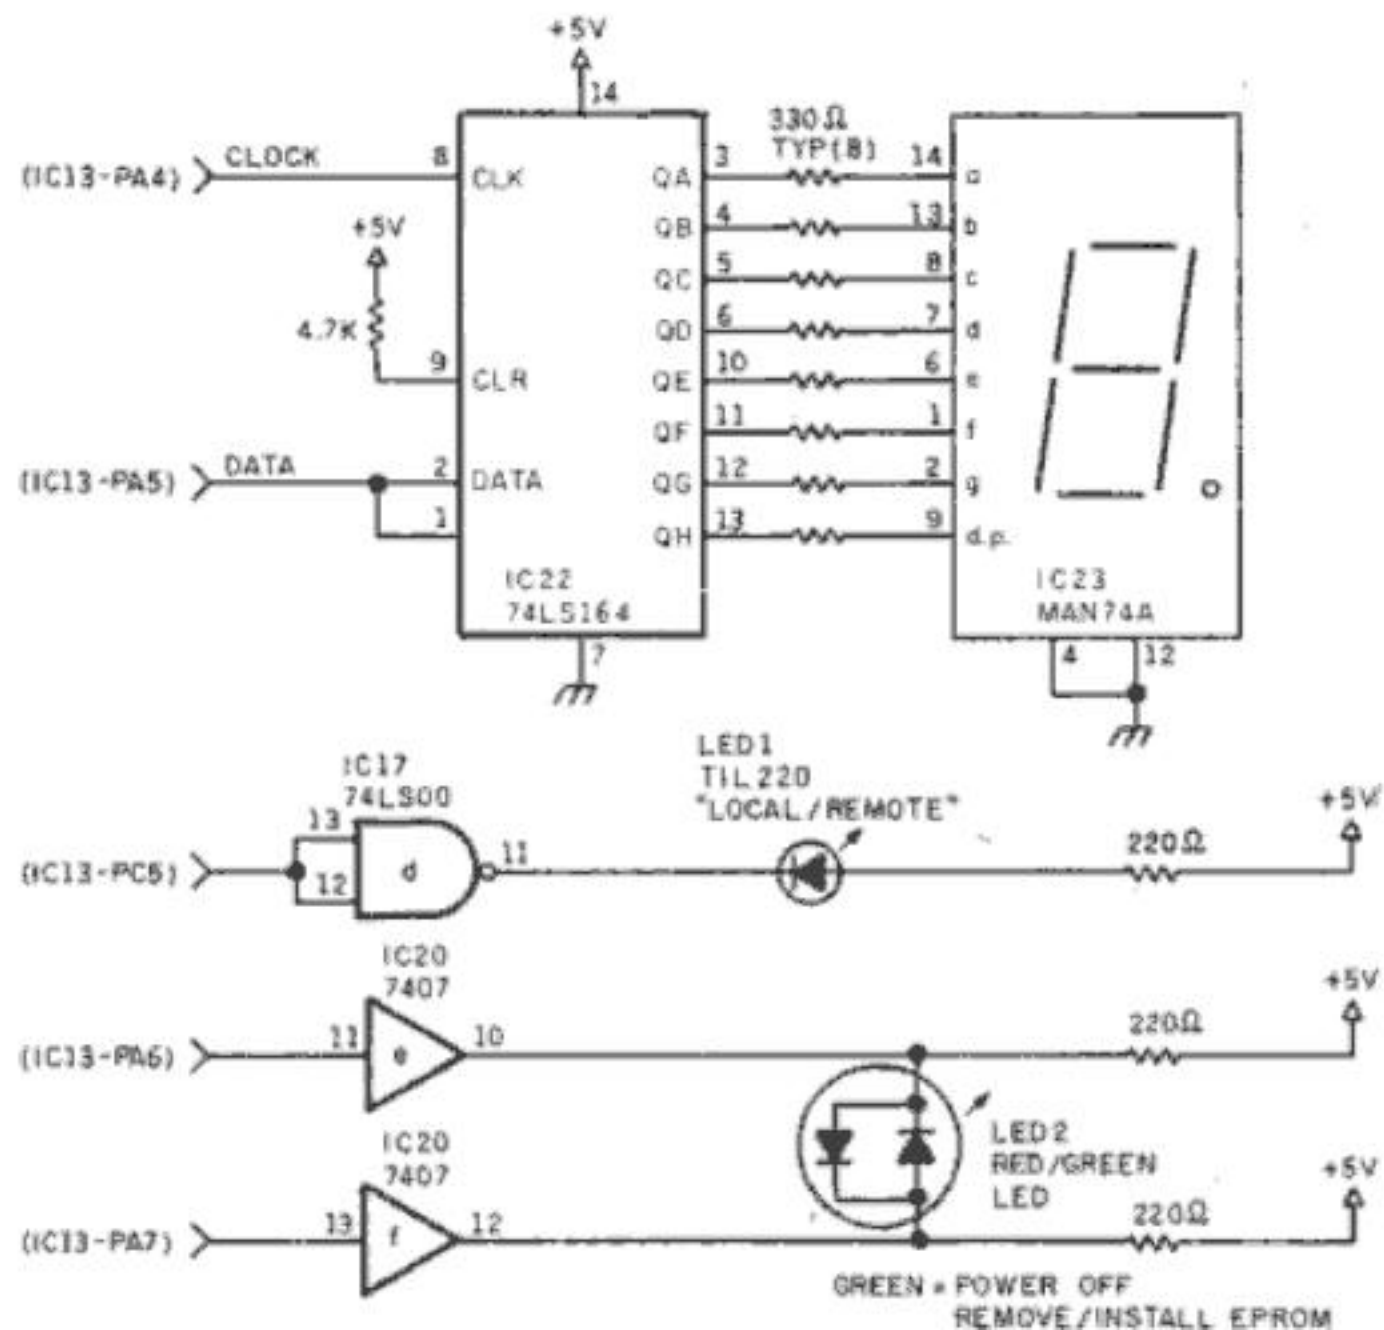 +5V
14
(IC13-PA4) CLOCK 8 CLK
330Ω
TYP(8)
QA 3 14 a
QB 4 13 b
+5V
QC 5 8 c
4.7K
QD 6 7 d
9 CLR
QE 10 6 e
QF 11 1 f
(IC13-PA5) DATA 2 DATA
QG 12 2 g
1
QH 13 9 d.p.
IC22
74LS164
IC23
MAN74A
7
4 12
IC17
74LS00
LED1
TIL220
"LOCAL/REMOTE"
+5V
220Ω
(IC13-PC5) 13 12 d 11
IC20
7407
+5V
220Ω
(IC13-PA6) 11 e 10
LED2
RED/GREEN
LED
IC20
7407
+5V
220Ω
(IC13-PA7) 13 f 12
GREEN = POWER OFF
REMOVE/INSTALL EPROM